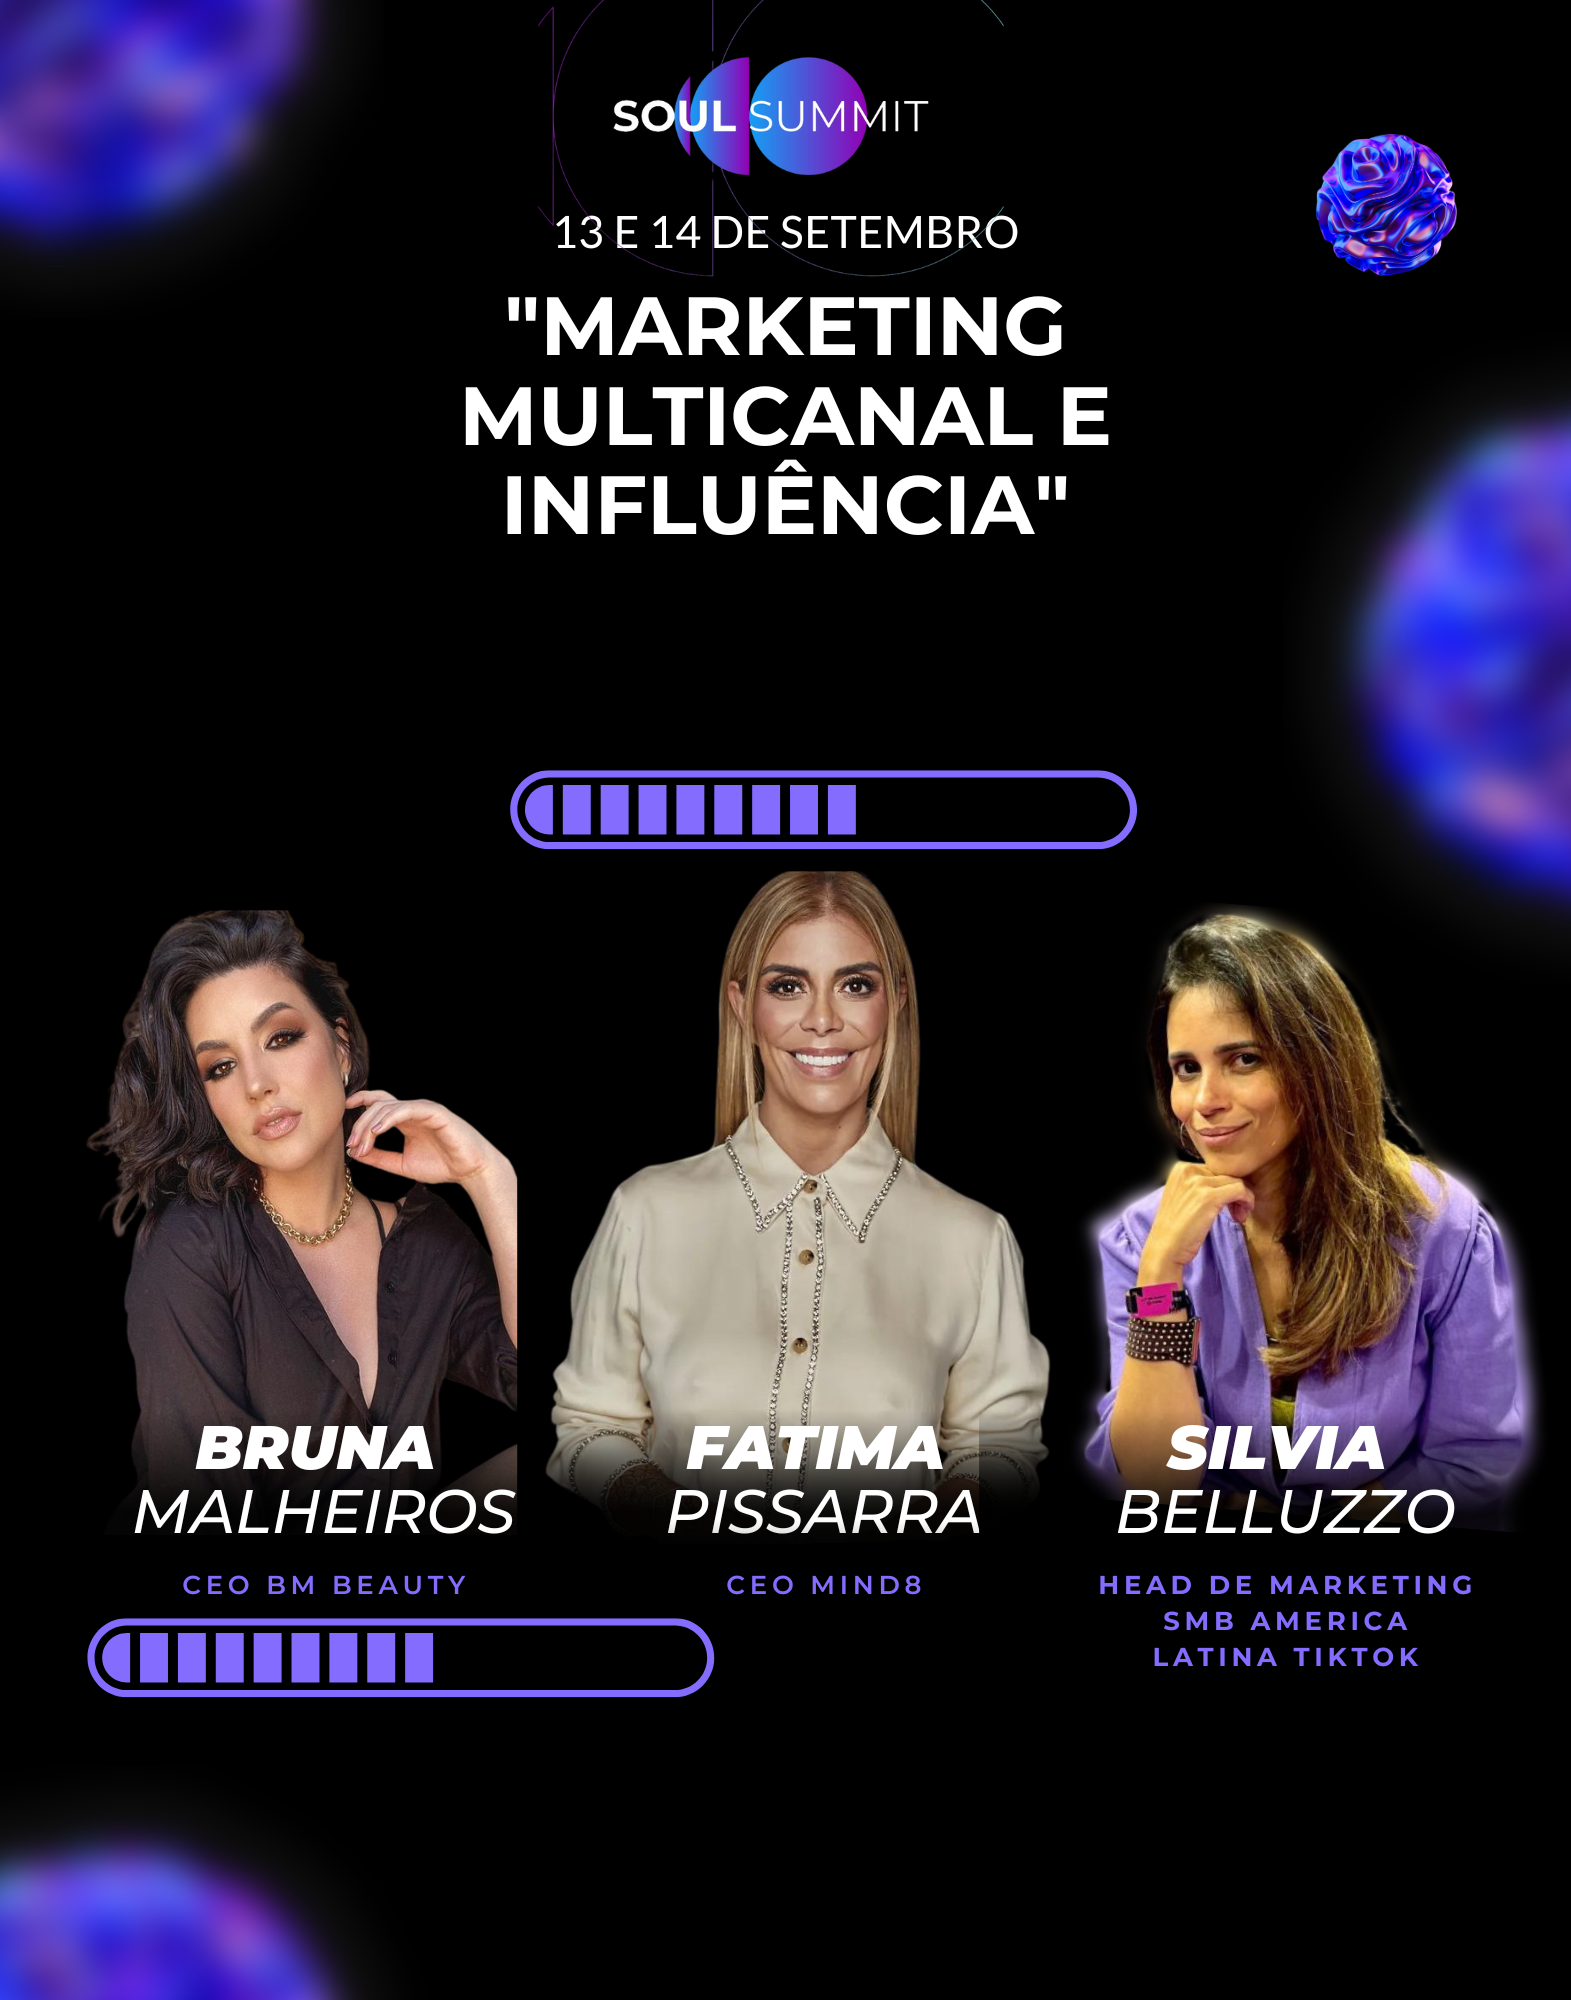 SOUL SUMMIT
13 E 14 DE SETEMBRO
"MARKETING
MULTICANAL E
INFLUÊNCIA"
BRUNA
MALHEIROS
CEO BM BEAUTY
FATIMA
PISSARRA
CEO MIND8
SILVIA
BELLUZZO
HEAD DE MARKETING
SMB AMERICA
LATINA TIKTOK